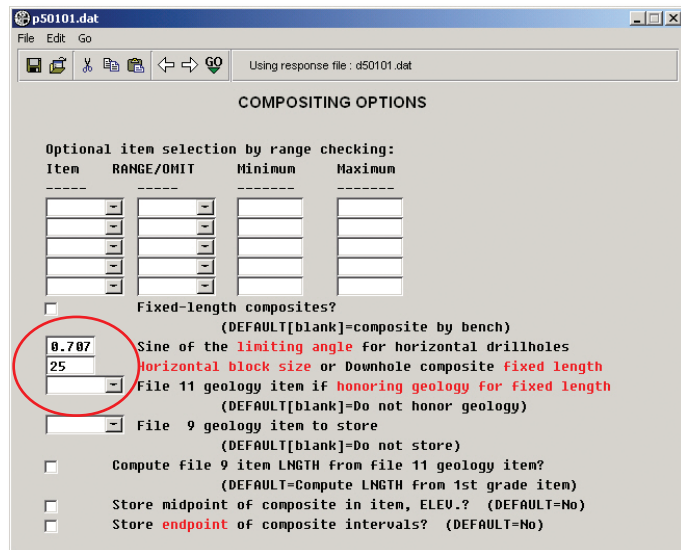 p50101.dat
File Edit Go
GO Using response file : d50101.dat
COMPOSITING OPTIONS
Optional item selection by range checking:
Item RANGE/OMIT Minimum Maximum
----- ----- ------- -------
Fixed-length composites?
(DEFAULT[blank]=composite by bench)
0.707 Sine of the limiting angle for horizontal drillholes
25 Horizontal block size or Downhole composite fixed length
File 11 geology item if honoring geology for fixed length
(DEFAULT[blank]=Do not honor geology)
File 9 geology item to store
(DEFAULT[blank]=Do not store)
Compute file 9 item LNGTH from file 11 geology item?
(DEFAULT=Compute LNGTH from 1st grade item)
Store midpoint of composite in item, ELEV.? (DEFAULT=No)
Store endpoint of composite intervals? (DEFAULT=No)